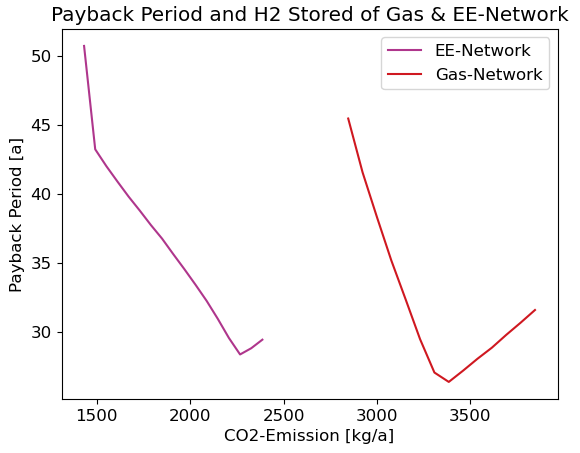 Payback Period and H2 Stored of Gas & EE-Network
EE-Network
Gas-Network
Payback Period [a]
50
45
40
35
30
1500
2000
2500
3000
3500
CO2-Emission [kg/a]